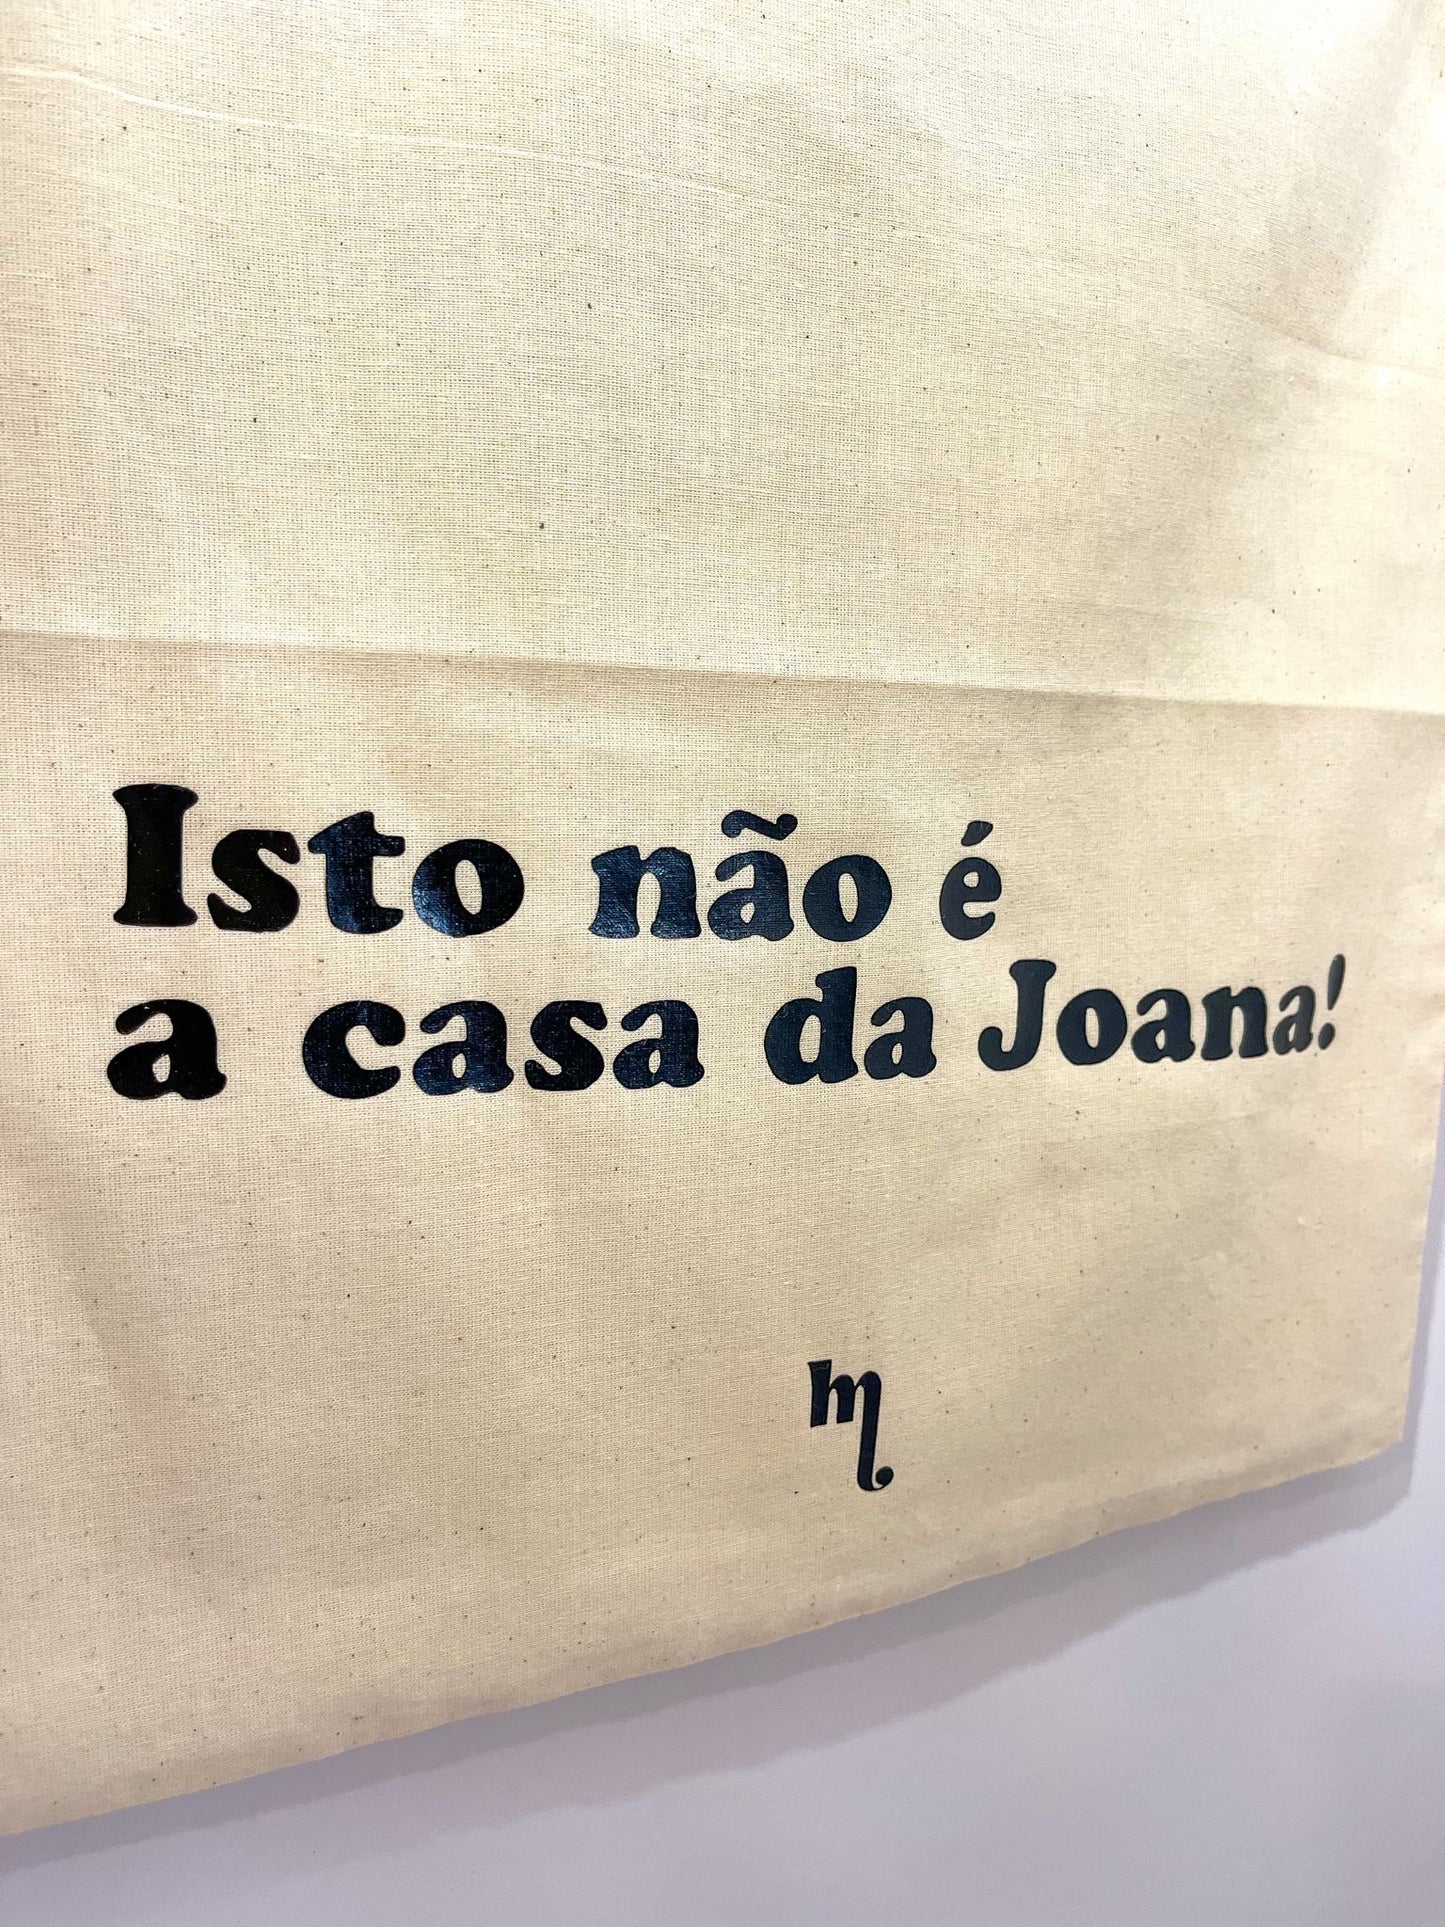 Isto não é
a casa da Joana!